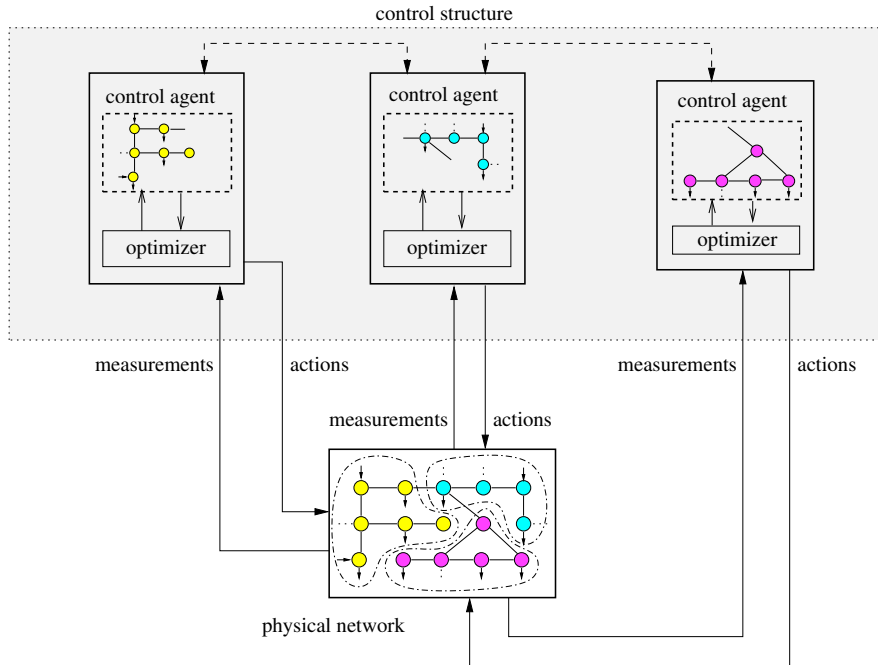 control structure
control agent
control agent
control agent
optimizer
optimizer
optimizer
measurements
actions
measurements
actions
measurements
actions
physical network